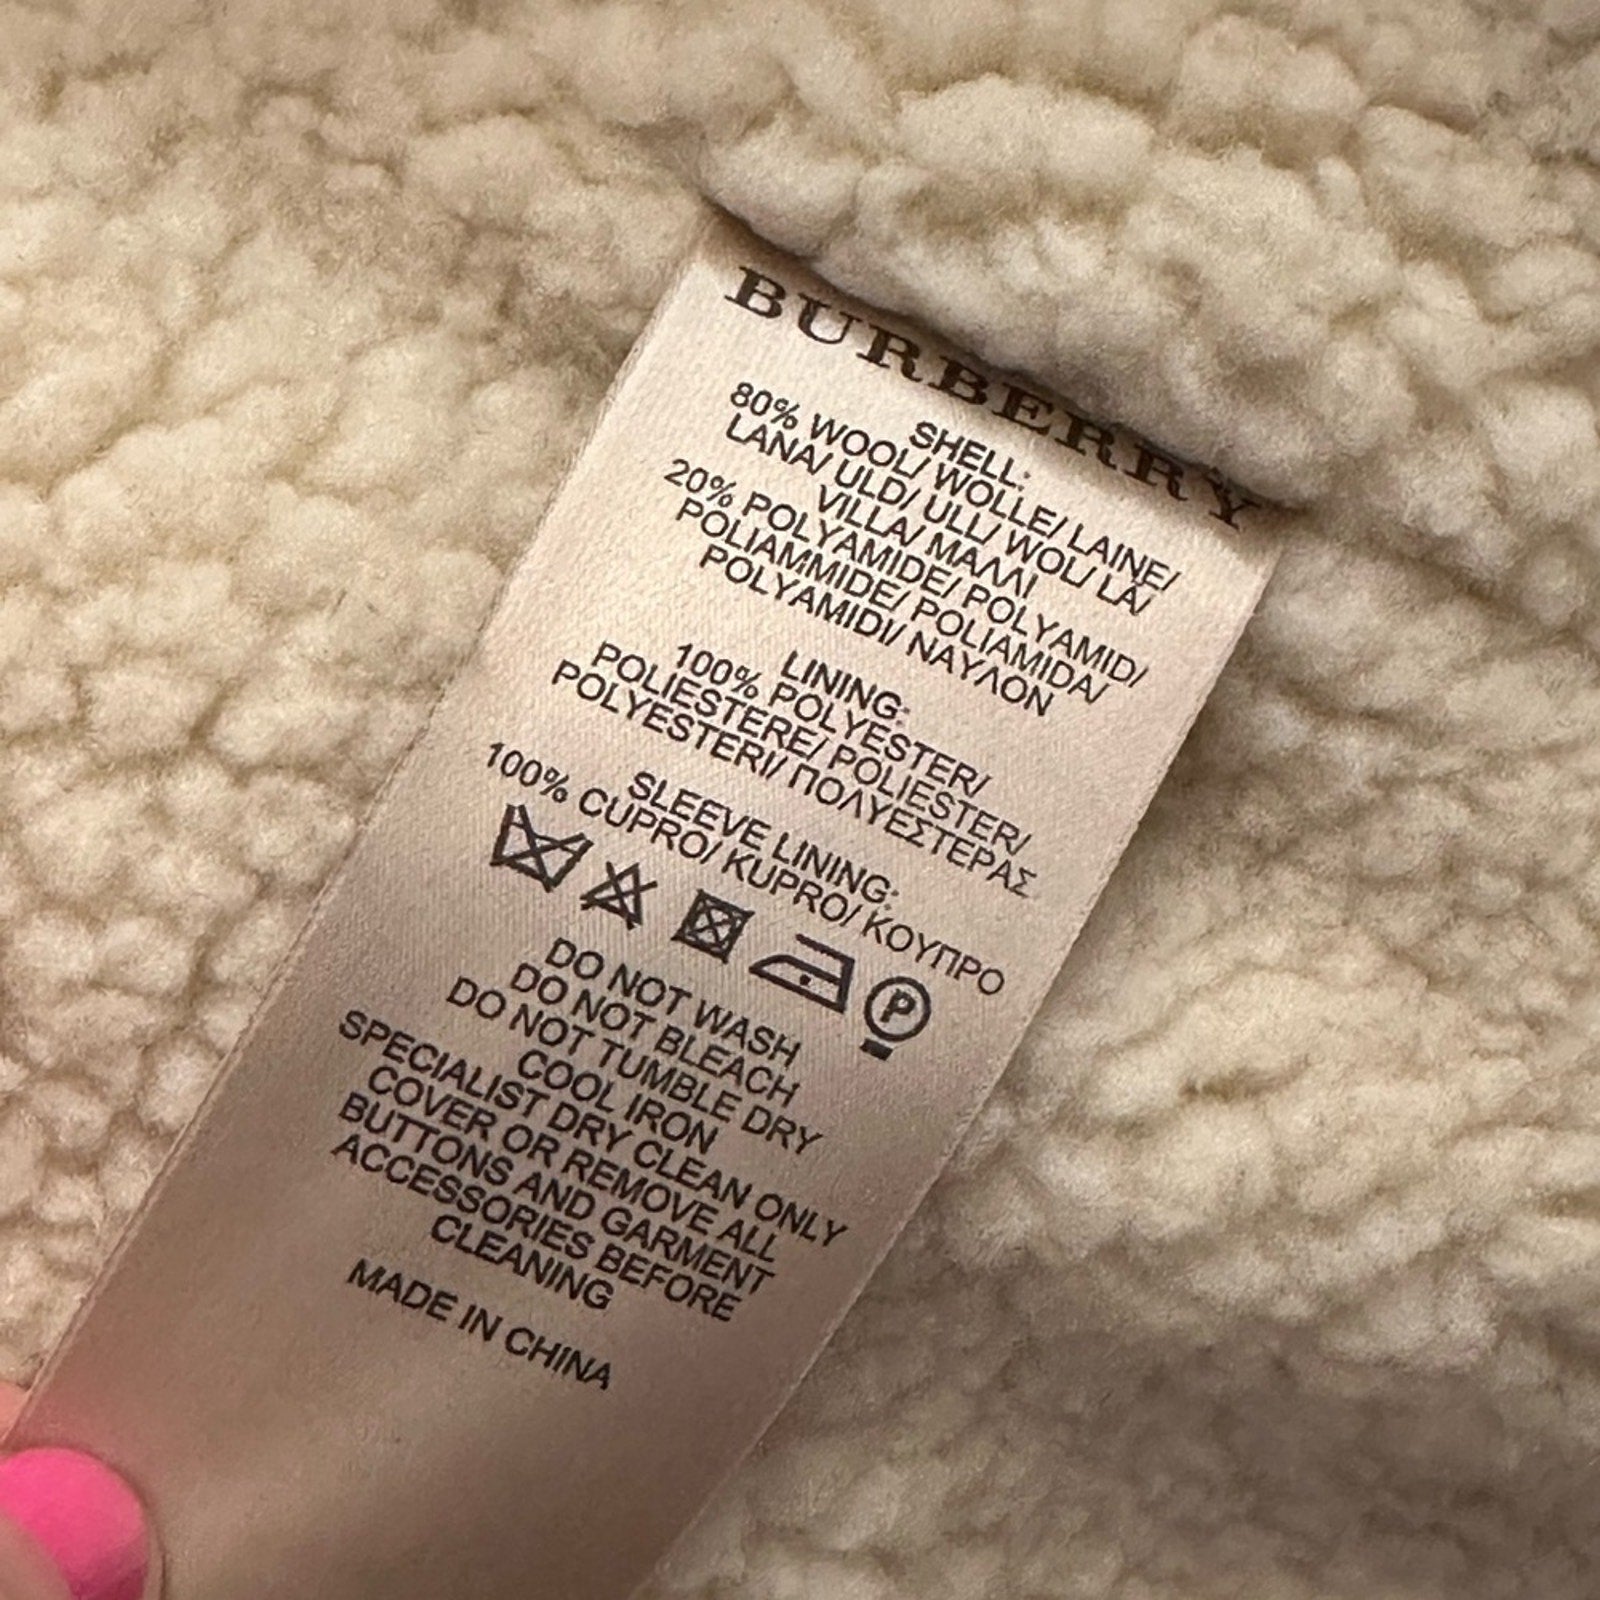 BURBERRY
SHELL:
80% WOOL/ WOLLE/ LAINE/
LANA/ ULD/ ULL/ WOL/ LÃ/
VILLA/ ΜΑΛΛΙ
20% POLYAMIDE/ POLYAMID/
POLIAMMIDE/ POLIAMIDA/
POLYAMIDI/ ΝΑΥΛΟΝ
LINING:
100% POLYESTER/
POLIESTERE/ POLIESTER/
POLYESTERI/ ΠΟΛΥΕΣΤΕΡΑΣ
SLEEVE LINING:
100% CUPRO/ KUPRO/ ΚΟΥΠΡΟ
P
DO NOT WASH
DO NOT BLEACH
DO NOT TUMBLE DRY
COOL IRON
SPECIALIST DRY CLEAN ONLY
COVER OR REMOVE ALL
BUTTONS AND GARMENT
ACCESSORIES BEFORE
CLEANING
MADE IN CHINA